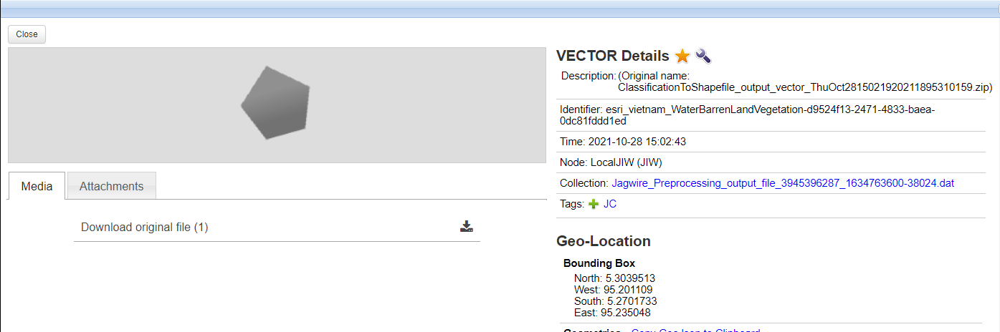 Close
VECTOR Details
Description: (Original name:
ClassificationToShapefile_output_vector_ThuOct2815021920211895310159.zip)
Identifier: esri_vietnam_WaterBarrenLandVegetation-d9524f13-2471-4833-baea-
0dc81fddd1ed
Time: 2021-10-28 15:02:43
Node: LocalJIW (JIW)
Collection: Jagwire_Preprocessing_output_file_3945396287_1634763600-38024.dat
Tags: JC
Media
Attachments
Download original file (1)
Geo-Location
Bounding Box
North: 5.3039513
West: 95.201109
South: 5.2701733
East: 95.235048